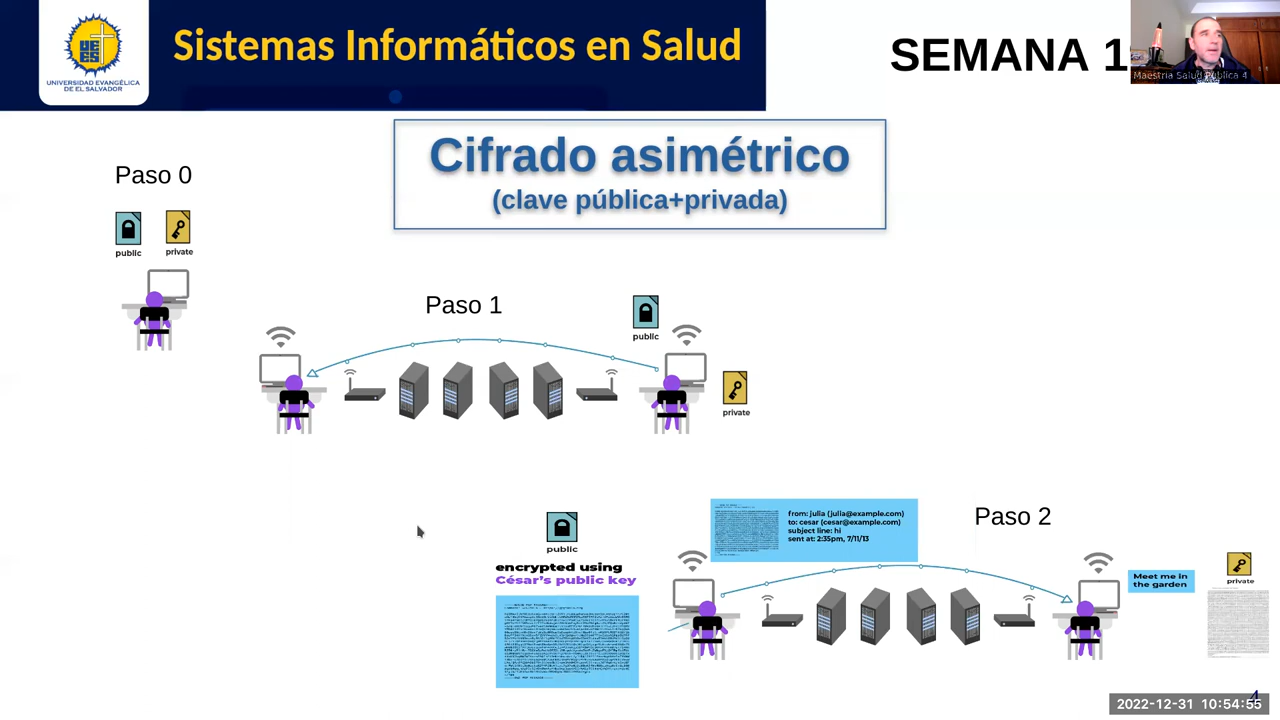 UNIVERSIDAD EVANGÉLICA
DE EL SALVADOR
Sistemas Informáticos en Salud
SEMANA 1
Maestria Salud Publica 4
Cifrado asimétrico
(clave pública+privada)
Paso 0
public
private
Paso 1
public
private
Paso 2
public
encrypted using
César's public key
from: julia (julia@example.com)
to: cesar (cesar@example.com)
subject line: hi
sent at: 2:35pm, 7/11/13
Meet me in
the garden
private
4
2022-12-31 10:54:55